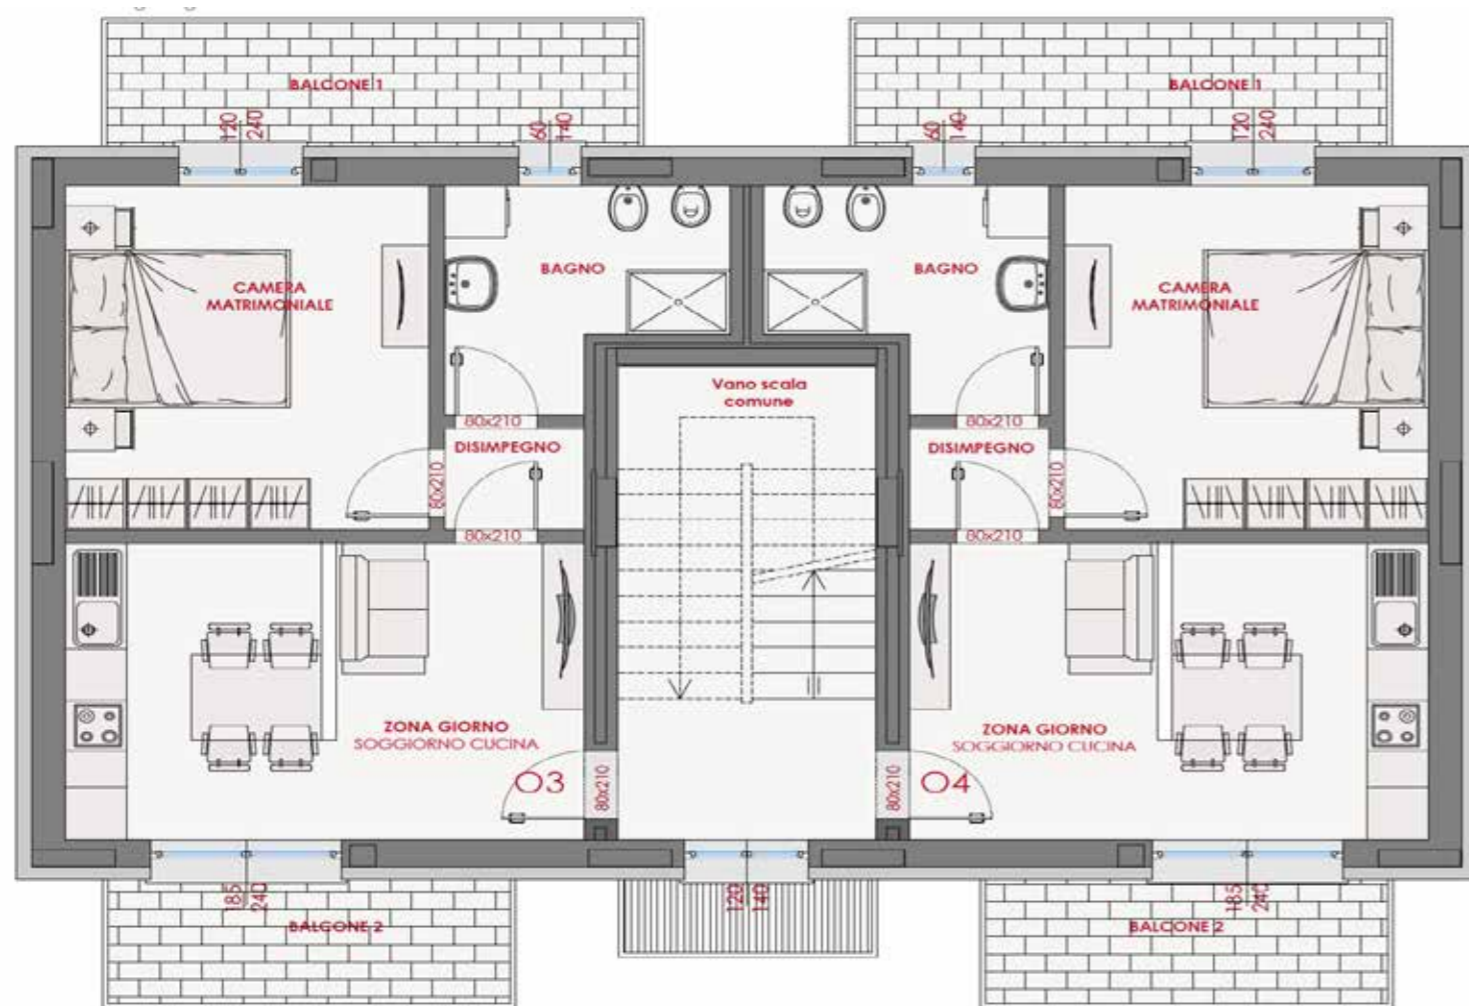 BALCONE 1
BALCONE 1
120
240
60
140
60
140
120
240
BAGNO
BAGNO
CAMERA
MATRIMONIALE
CAMERA
MATRIMONIALE
Vano scala
comune
80x210
80x210
DISIMPEGNO
DISIMPEGNO
80x210
80x210
80x210
80x210
ZONA GIORNO
SOGGIORNO CUCINA
ZONA GIORNO
SOGGIORNO CUCINA
O3
80x210
80x210
O4
185
240
120
140
185
240
BALCONE 2
BALCONE 2